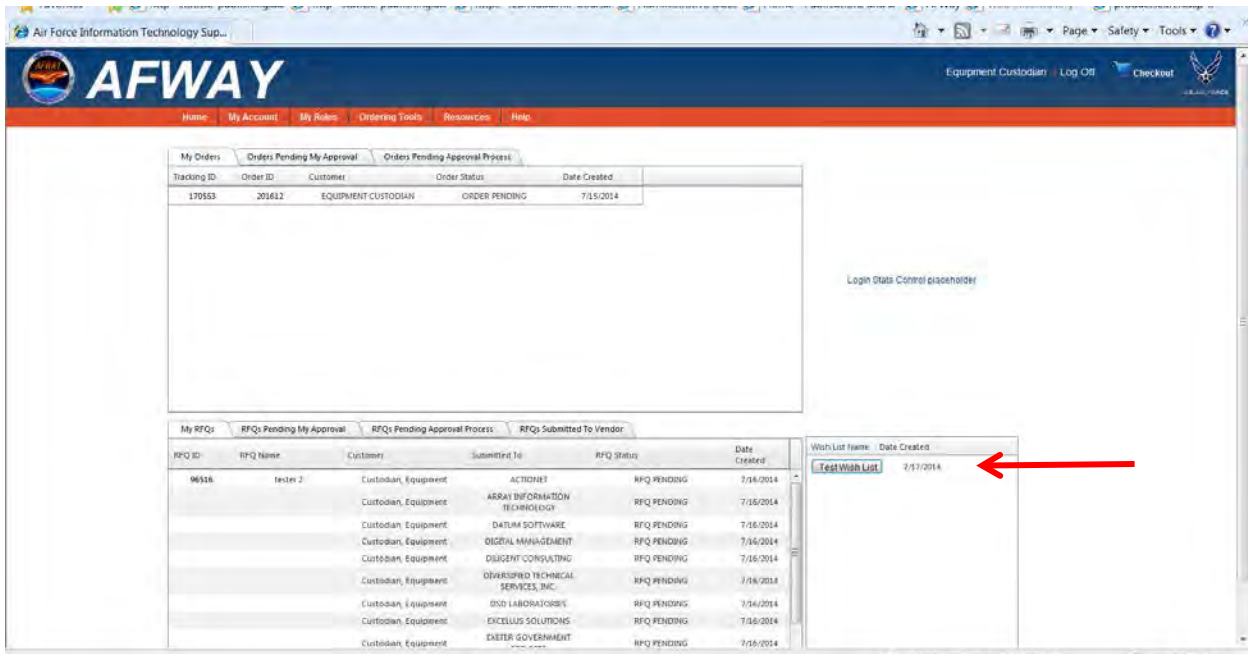 Air Force Information Technology Sup...
Page Safety Tools
AFWAY
Equipment Custodian Log Off Checkout
Home My Account My Roles Ordering Tools Resources Help
My Orders Orders Pending My Approval Orders Pending Approval Process
Tracking ID Order ID Customer Order Status Date Created
170553 201612 EQUIPMENT CUSTODIAN ORDER PENDING 7/15/2014
Login Stats Control placeholder
My RFQs RFQs Pending My Approval RFQs Pending Approval Process RFQs Submitted To Vendor
RFQ ID RFQ Name Customer Submitted To RFQ Status Date Created
Wish List Name Date Created
Test Wish List 7/17/2014
96516 tester 2 Custodian, Equipment ACTIONET RFQ PENDING 7/16/2014
Custodian, Equipment ARRAY INFORMATION TECHNOLOGY RFQ PENDING 7/16/2014
Custodian, Equipment DATUM SOFTWARE RFQ PENDING 7/16/2014
Custodian, Equipment DIGITAL MANAGEMENT RFQ PENDING 7/16/2014
Custodian, Equipment DILIGENT CONSULTING RFQ PENDING 7/16/2014
Custodian, Equipment DIVERSIFIED TECHNICAL SERVICES, INC. RFQ PENDING 7/16/2014
Custodian, Equipment DSD LABORATORIES RFQ PENDING 7/16/2014
Custodian, Equipment EXCELLUS SOLUTIONS RFQ PENDING 7/16/2014
Custodian, Equipment EXETER GOVERNMENT RFQ PENDING 7/16/2014